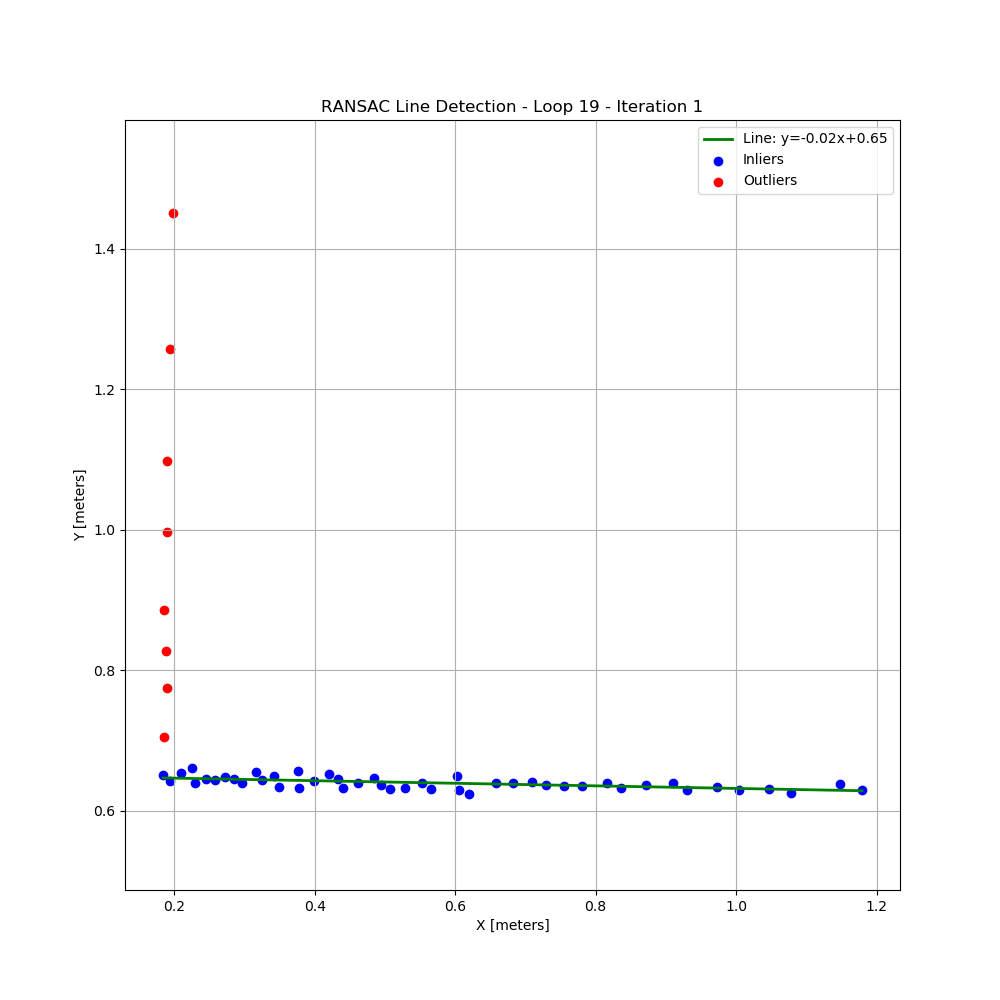 RANSAC Line Detection - Loop 19 - Iteration 1
Line: y=-0.02x+0.65
Inliers
Outliers
1.4
1.2
1.0
0.8
0.6
Y [meters]
0.2 0.4 0.6 0.8 1.0 1.2
X [meters]